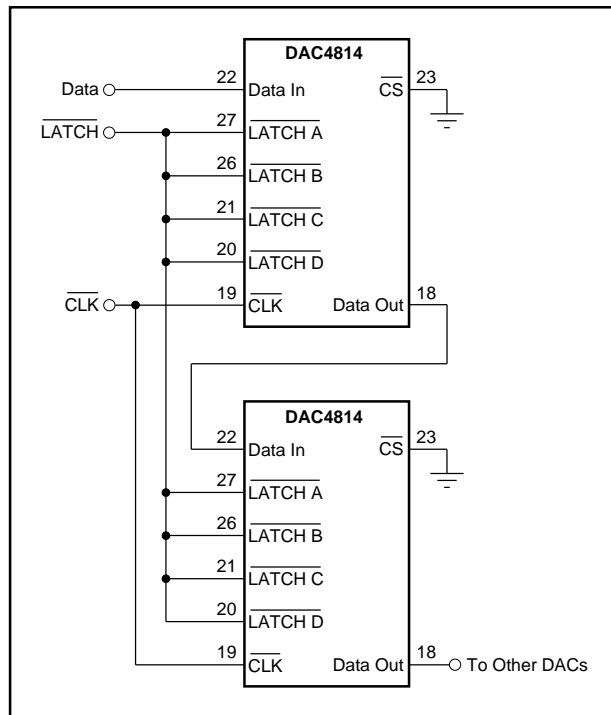 DAC4814
22 23
Data Data In CS
27
LATCH LATCH A
26
LATCH B
21
LATCH C
20
LATCH D
19 18
CLK CLK Data Out
DAC4814
22 23
Data In CS
27
LATCH A
26
LATCH B
21
LATCH C
20
LATCH D
19 18
CLK Data Out To Other DACs